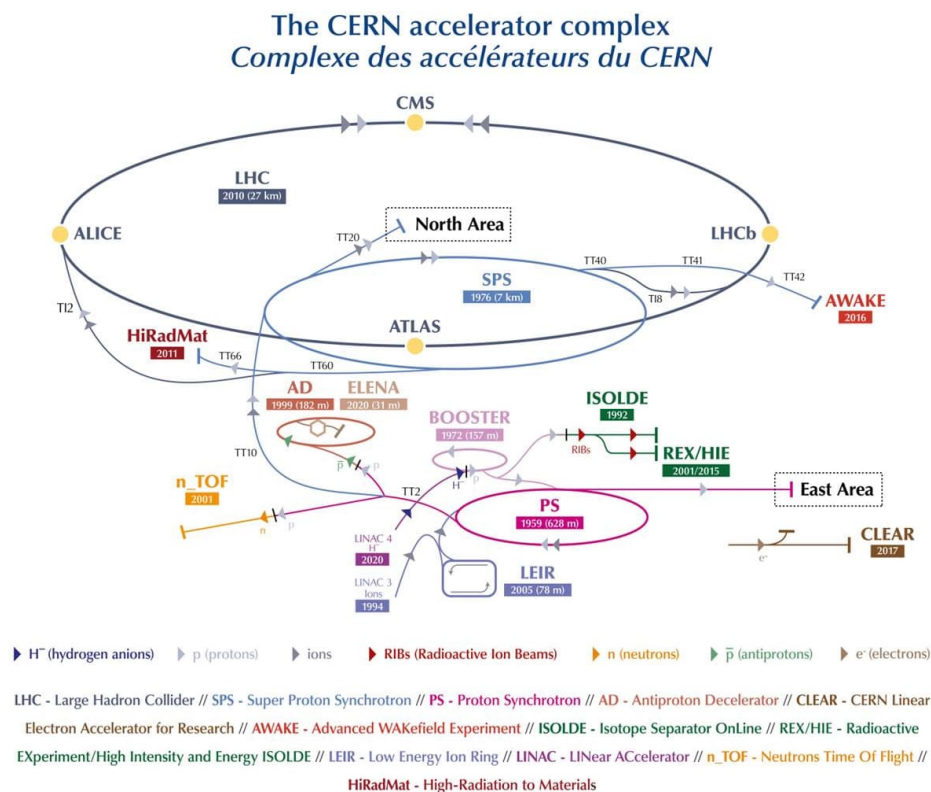 The CERN accelerator complex
Complexe des accélérateurs du CERN
CMS
LHC
2010 (27 km)
ALICE
TT20
North Area
LHCb
TT40
TT41
SPS
1976 (7 km)
TT42
TI8
TI2
AWAKE
2016
ATLAS
HiRadMat
2011
TT66
TT60
AD
1999 (182 m)
ELENA
2020 (31 m)
ISOLDE
1992
BOOSTER
1972 (157 m)
RIBs
REX/HIE
2001/2015
TT10
p̅
p
H⁻
p
n_TOF
2001
TT2
East Area
PS
1959 (628 m)
n
p
LINAC 4
H⁻
2020
CLEAR
2017
e⁻
LINAC 3
Ions
1994
LEIR
2005 (78 m)
H⁻ (hydrogen anions)
p (protons)
ions
RIBs (Radioactive Ion Beams)
n (neutrons)
p̅ (antiprotons)
e⁻ (electrons)
LHC - Large Hadron Collider // SPS - Super Proton Synchrotron // PS - Proton Synchrotron // AD - Antiproton Decelerator // CLEAR - CERN Linear
Electron Accelerator for Research // AWAKE - Advanced WAKefield Experiment // ISOLDE - Isotope Separator OnLine // REX/HIE - Radioactive
EXperiment/High Intensity and Energy ISOLDE // LEIR - Low Energy Ion Ring // LINAC - LINear ACcelerator // n_TOF - Neutrons Time Of Flight //
HiRadMat - High-Radiation to Materials